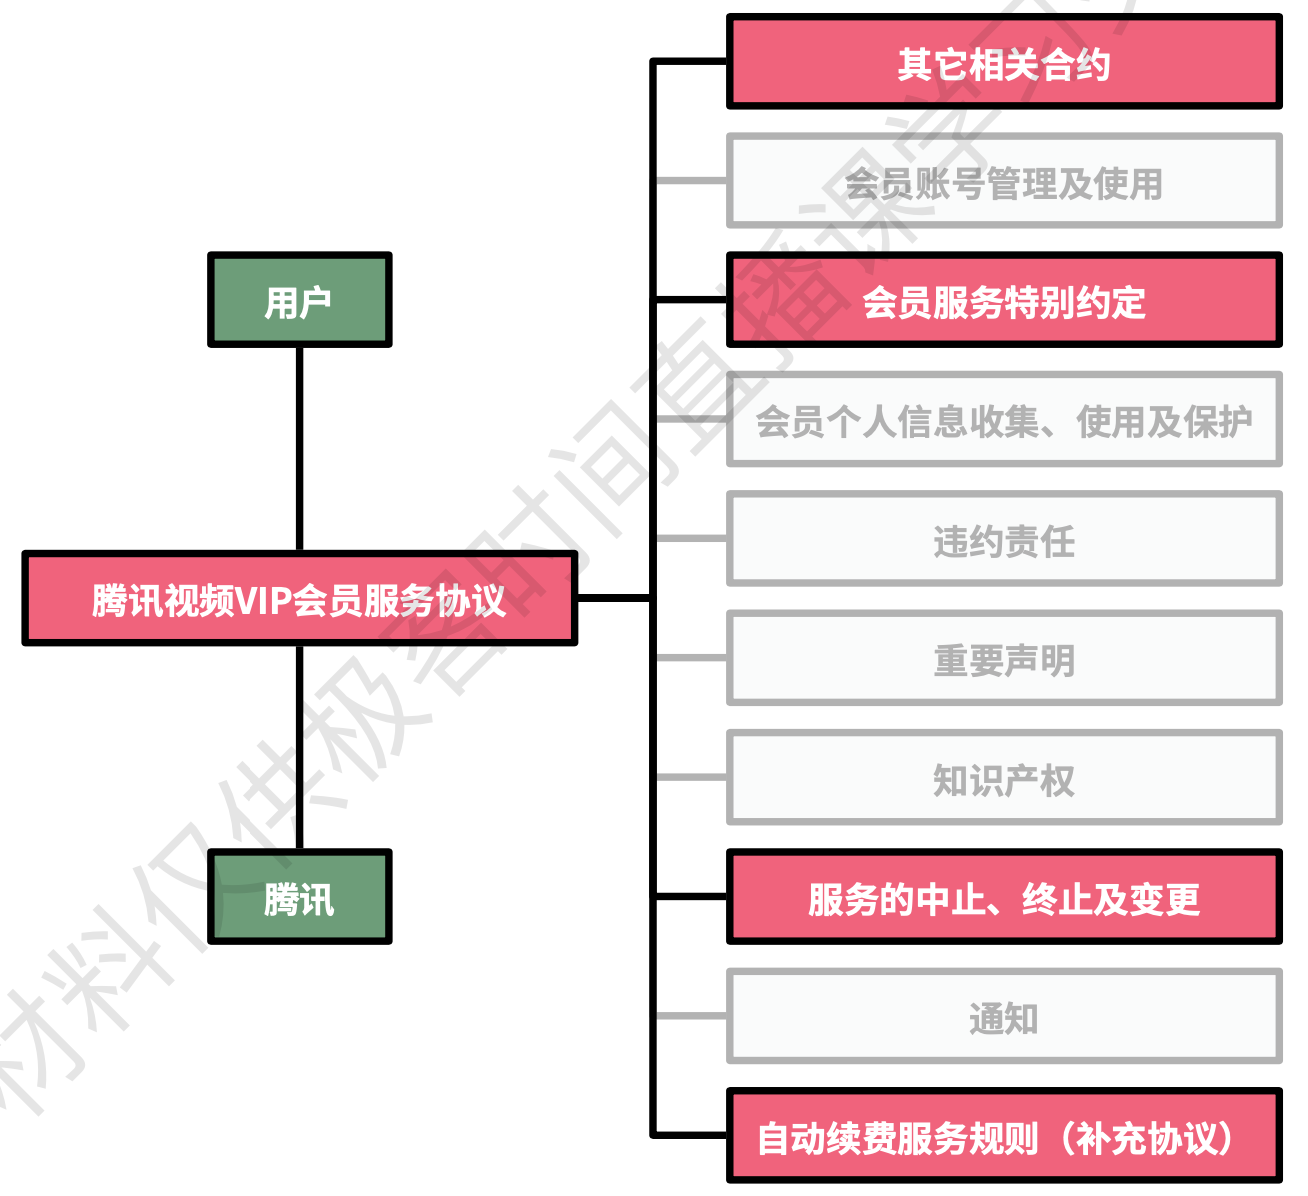 用户
腾讯视频VIP会员服务协议
腾讯
其它相关合约
会员账号管理及使用
会员服务特别约定
会员个人信息收集、使用及保护
违约责任
重要声明
知识产权
服务的中止、终止及变更
通知
自动续费服务规则（补充协议）
材料仅供极客时间直播课学习